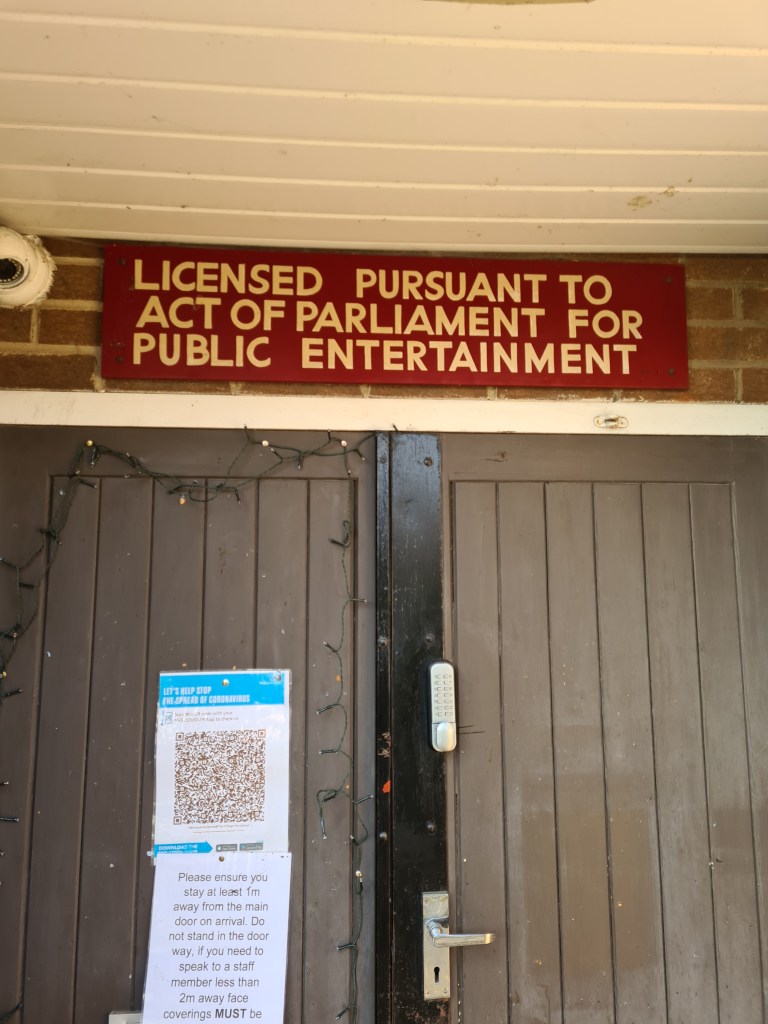 LICENSED PURSUANT TO
ACT OF PARLIAMENT FOR
PUBLIC ENTERTAINMENT
LET'S HELP STOP
THE SPREAD OF CORONAVIRUS
DOWNLOAD THE
Please ensure you
stay at least 1m
away from the main
door on arrival. Do
not stand in the door
way, if you need to
speak to a staff
member less than
2m away face
coverings MUST be